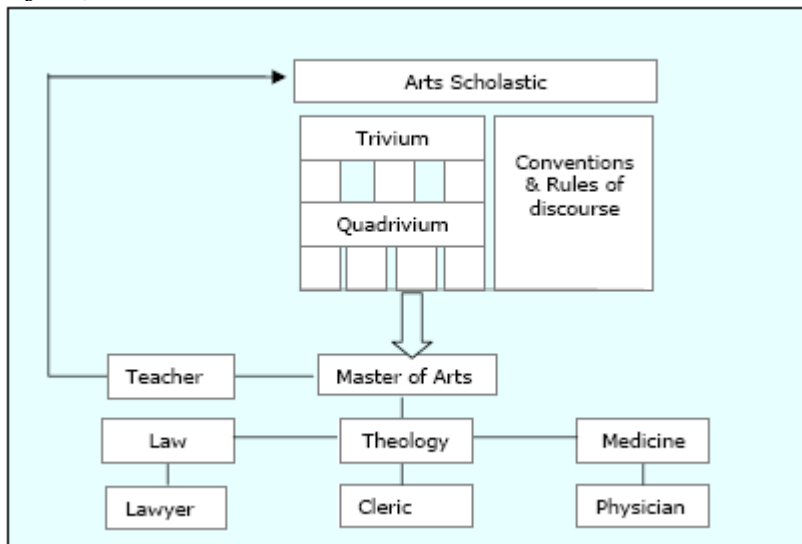 Arts Scholastic
Trivium
Conventions
& Rules of
discourse
Quadrivium
Teacher
Master of Arts
Law
Theology
Medicine
Lawyer
Cleric
Physician